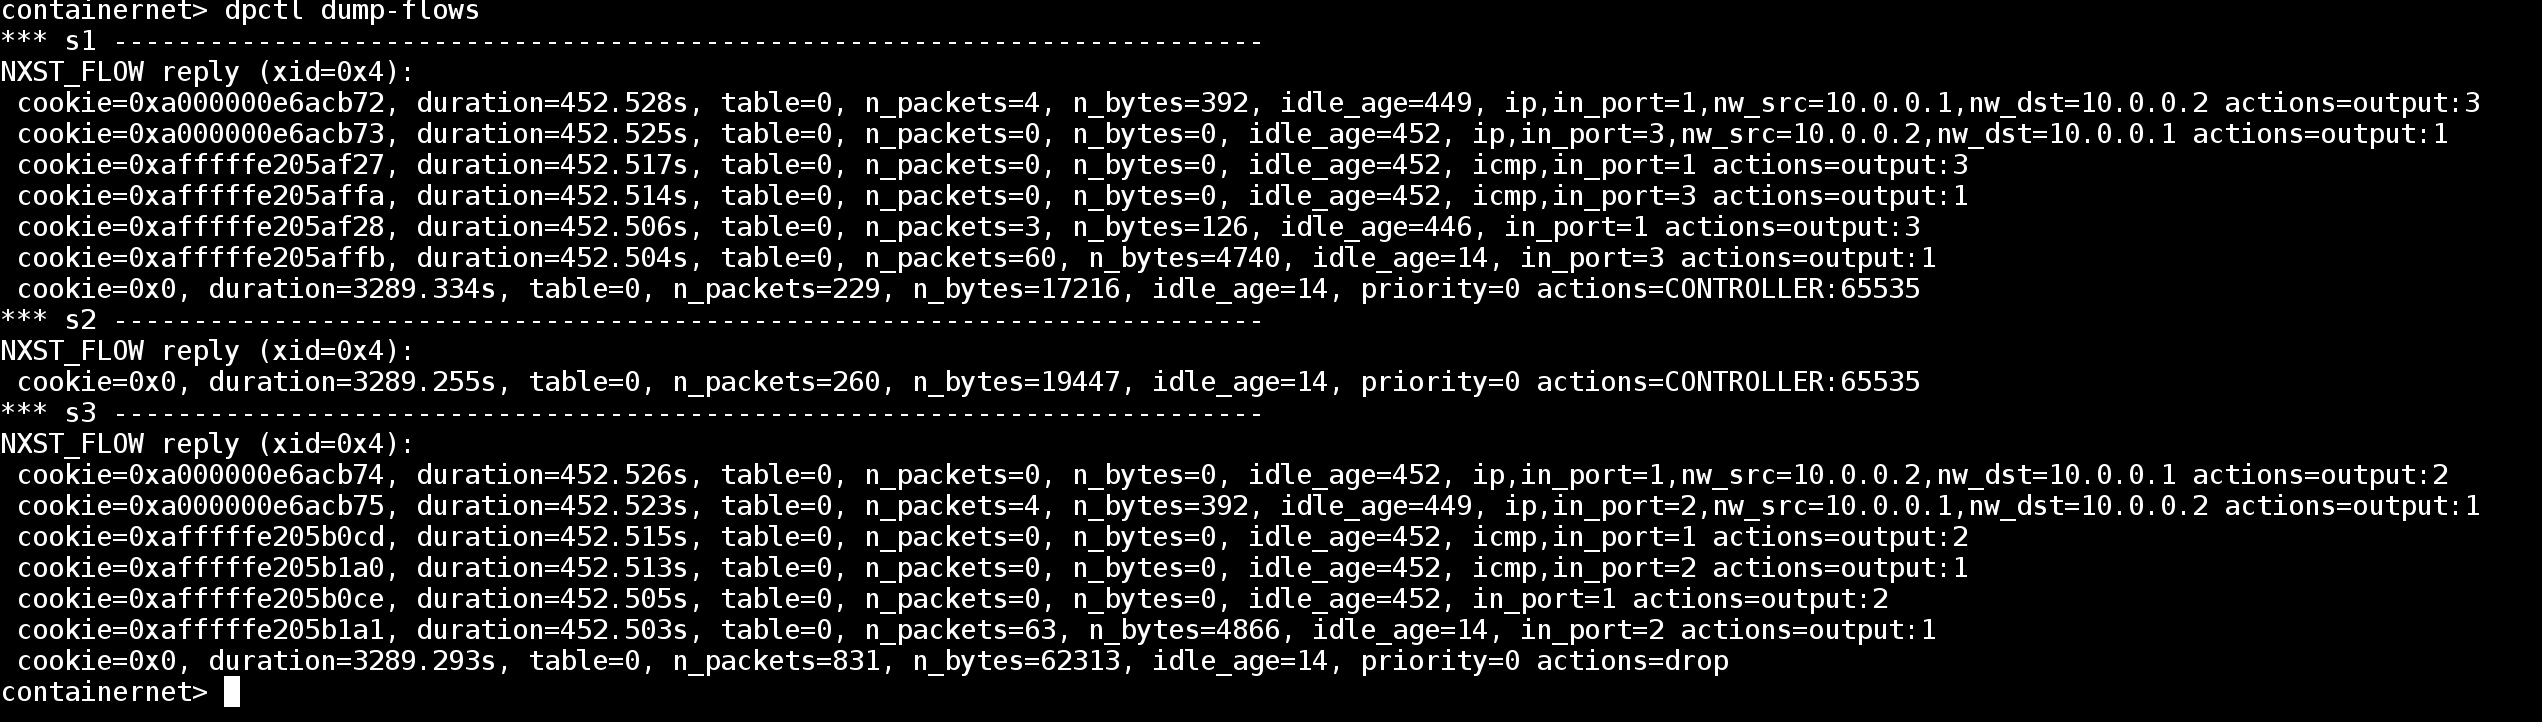 containernet> dpctl dump-flows
*** s1 ------------------------------------------------------------------------
NXST_FLOW reply (xid=0x4):
 cookie=0xa000000e6acb72, duration=452.528s, table=0, n_packets=4, n_bytes=392, idle_age=449, ip,in_port=1,nw_src=10.0.0.1,nw_dst=10.0.0.2 actions=output:3
 cookie=0xa000000e6acb73, duration=452.525s, table=0, n_packets=0, n_bytes=0, idle_age=452, ip,in_port=3,nw_src=10.0.0.2,nw_dst=10.0.0.1 actions=output:1
 cookie=0xafffffe205af27, duration=452.517s, table=0, n_packets=0, n_bytes=0, idle_age=452, icmp,in_port=1 actions=output:3
 cookie=0xafffffe205affa, duration=452.514s, table=0, n_packets=0, n_bytes=0, idle_age=452, icmp,in_port=3 actions=output:1
 cookie=0xafffffe205af28, duration=452.506s, table=0, n_packets=3, n_bytes=126, idle_age=446, in_port=1 actions=output:3
 cookie=0xafffffe205affb, duration=452.504s, table=0, n_packets=60, n_bytes=4740, idle_age=14, in_port=3 actions=output:1
 cookie=0x0, duration=3289.334s, table=0, n_packets=229, n_bytes=17216, idle_age=14, priority=0 actions=CONTROLLER:65535
*** s2 ------------------------------------------------------------------------
NXST_FLOW reply (xid=0x4):
 cookie=0x0, duration=3289.255s, table=0, n_packets=260, n_bytes=19447, idle_age=14, priority=0 actions=CONTROLLER:65535
*** s3 ------------------------------------------------------------------------
NXST_FLOW reply (xid=0x4):
 cookie=0xa000000e6acb74, duration=452.526s, table=0, n_packets=0, n_bytes=0, idle_age=452, ip,in_port=1,nw_src=10.0.0.2,nw_dst=10.0.0.1 actions=output:2
 cookie=0xa000000e6acb75, duration=452.523s, table=0, n_packets=4, n_bytes=392, idle_age=449, ip,in_port=2,nw_src=10.0.0.1,nw_dst=10.0.0.2 actions=output:1
 cookie=0xafffffe205b0cd, duration=452.515s, table=0, n_packets=0, n_bytes=0, idle_age=452, icmp,in_port=1 actions=output:2
 cookie=0xafffffe205b1a0, duration=452.513s, table=0, n_packets=0, n_bytes=0, idle_age=452, icmp,in_port=2 actions=output:1
 cookie=0xafffffe205b0ce, duration=452.505s, table=0, n_packets=0, n_bytes=0, idle_age=452, in_port=1 actions=output:2
 cookie=0xafffffe205b1a1, duration=452.503s, table=0, n_packets=63, n_bytes=4866, idle_age=14, in_port=2 actions=output:1
 cookie=0x0, duration=3289.293s, table=0, n_packets=831, n_bytes=62313, idle_age=14, priority=0 actions=drop
containernet>